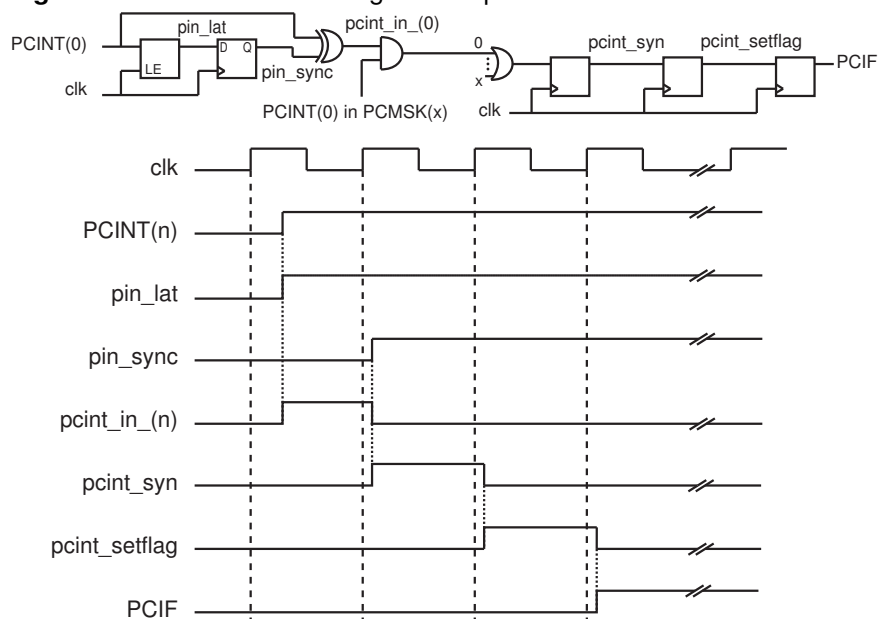 pin_lat
pcint_in_(0)
PCINT(0)
D Q
LE
pin_sync
clk
PCINT(0) in PCMSK(x)
0
x
clk
pcint_syn
pcint_setflag
PCIF
clk
PCINT(n)
pin_lat
pin_sync
pcint_in_(n)
pcint_syn
pcint_setflag
PCIF